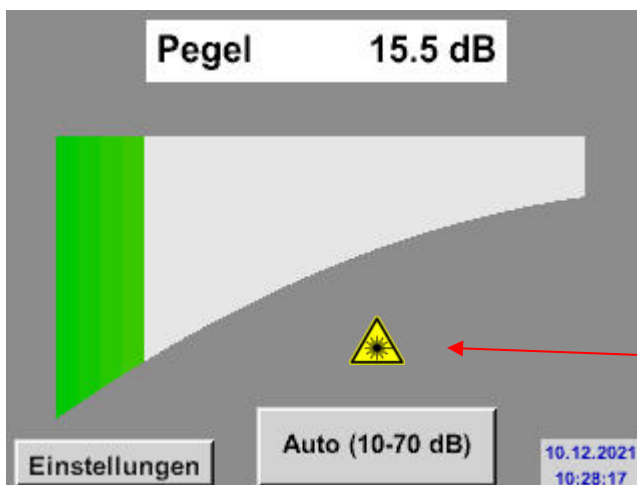 Pegel 15.5 dB
Auto (10-70 dB)
Einstellungen
10.12.2021
10:28:17